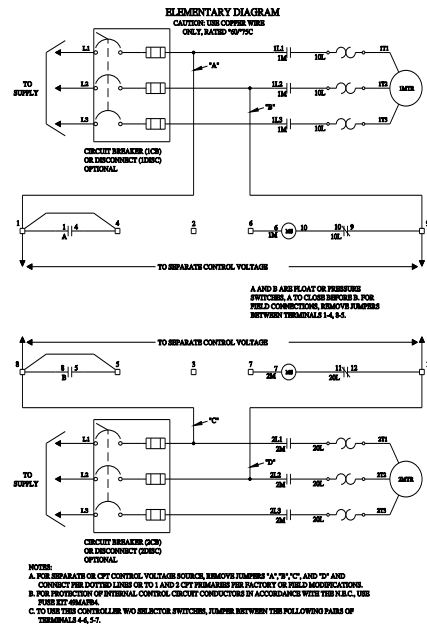 ELEMENTARY DIAGRAM
CAUTION: USE COPPER WIRE
ONLY, RATED "60/"75C
L1
1L1
1M
1OL
1T1
"A"
TO
SUPPLY
L2
1L2
1M
1OL
1T2
1MTR
"B"
L3
1L3
1M
1OL
1T3
CIRCUIT BREAKER (1CB)
OR DISCONNECT (1DISC)
OPTIONAL
1
1
4
A
4
2
6
6
1M
10
10
9
1OL
TO SEPARATE CONTROL VOLTAGE
A AND B ARE FLOAT OR PRESSURE
SWITCHES, A TO CLOSE BEFORE B. FOR
FIELD CONNECTIONS, REMOVE JUMPERS
BETWEEN TERMINALS 1-4, 8-5.
TO SEPARATE CONTROL VOLTAGE
8
8
5
B
5
3
7
7
2M
11
12
2OL
"C"
L1
2L1
2M
2OL
2T1
"D"
TO
SUPPLY
L2
2L2
2M
2OL
2T2
2MTR
L3
2L3
2M
2OL
2T3
CIRCUIT BREAKER (2CB)
OR DISCONNECT (2DISC)
OPTIONAL
NOTES:
A. FOR SEPARATE OR CPT CONTROL VOLTAGE SOURCE, REMOVE JUMPERS "A","B","C", AND "D" AND
CONNECT PER DOTTED LINES OR TO 1 AND 2 CPT PRIMARIES PER FACTORY OR FIELD MODIFICATIONS.
B. FOR PROTECTION OF INTERNAL CONTROL CIRCUIT CONDUCTORS IN ACCORDANCE WITH THE N.E.C., USE
FUSE KIT 49MAFB4.
C. TO USE THIS CONTROLLER W/O SELECTOR SWITCHES, JUMPER BETWEEN THE FOLLOWING PAIRS OF
TERMINALS 4-6, 5-7.